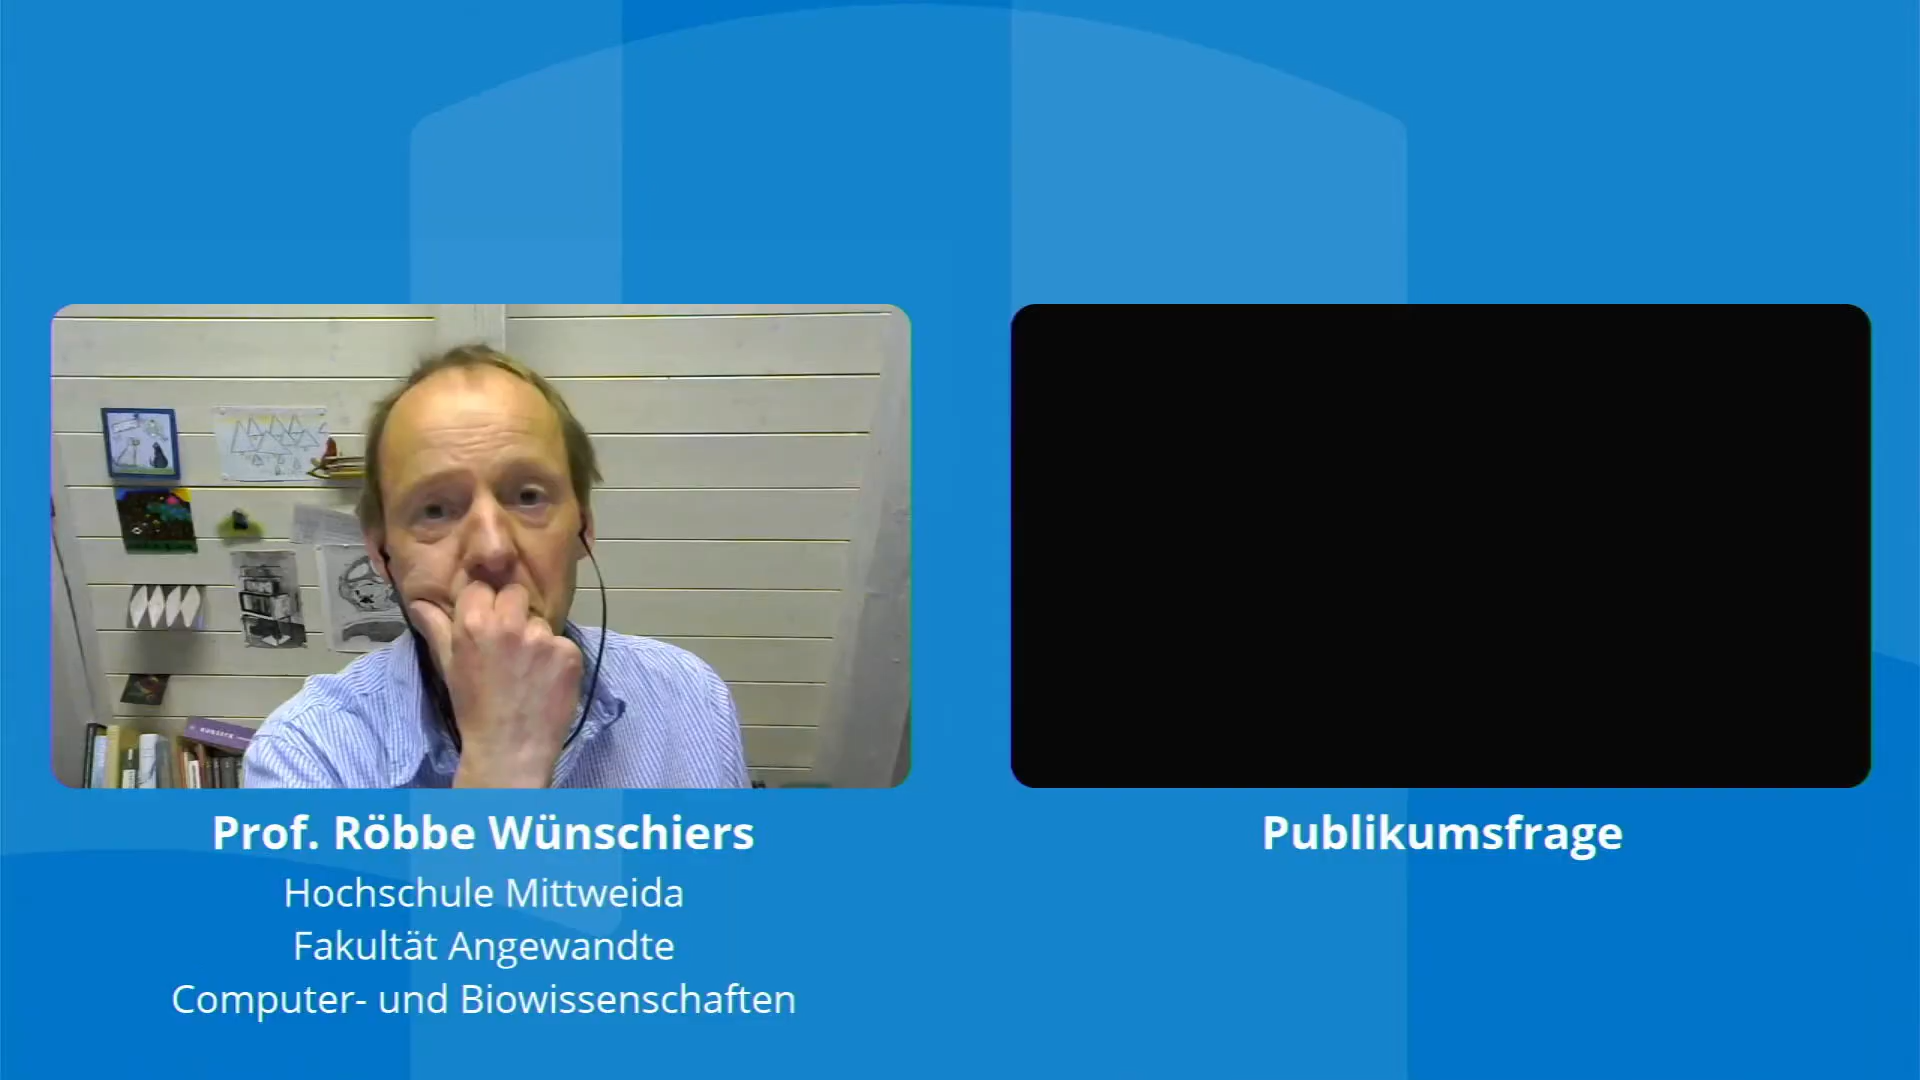 Prof. Röbbe Wünschiers
Hochschule Mittweida
Fakultät Angewandte
Computer- und Biowissenschaften
Publikumsfrage